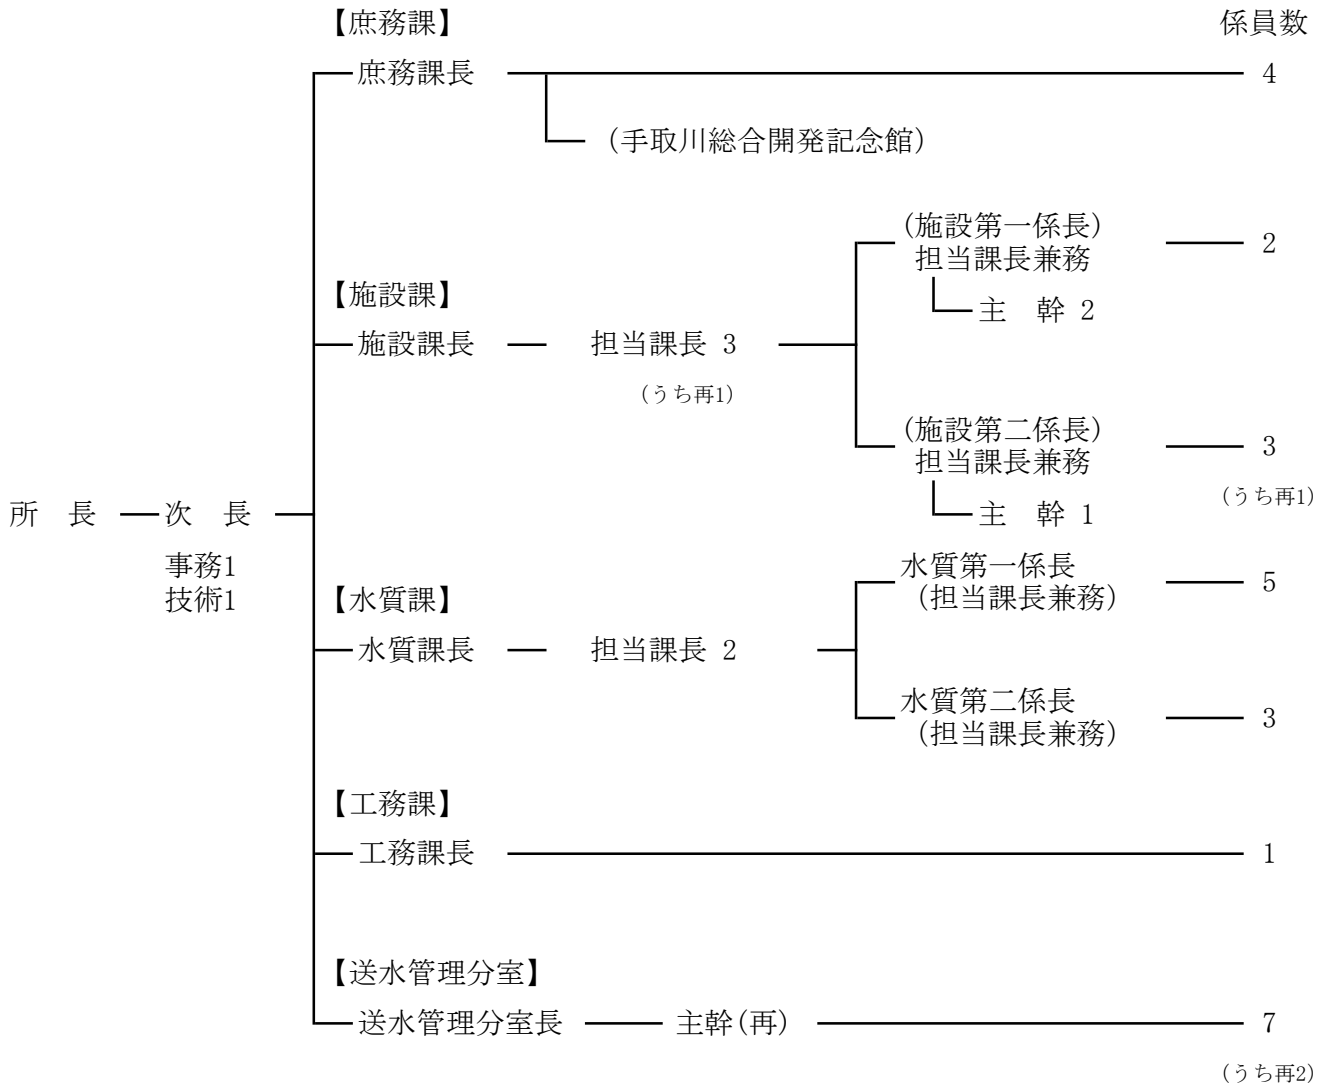 【庶務課】 係員数
庶務課長 4
(手取川総合開発記念館)
(施設第一係長) 2
担当課長兼務
主 幹 2
【施設課】
施設課長 担当課長 3
(うち再1)
(施設第二係長) 3
担当課長兼務
(うち再1)
主 幹 1
所 長 次 長
事務1
技術1
水質第一係長 5
(担当課長兼務)
【水質課】
水質課長 担当課長 2
水質第二係長 3
(担当課長兼務)
【工務課】
工務課長 1
【送水管理分室】
送水管理分室長 主幹(再) 7
(うち再2)